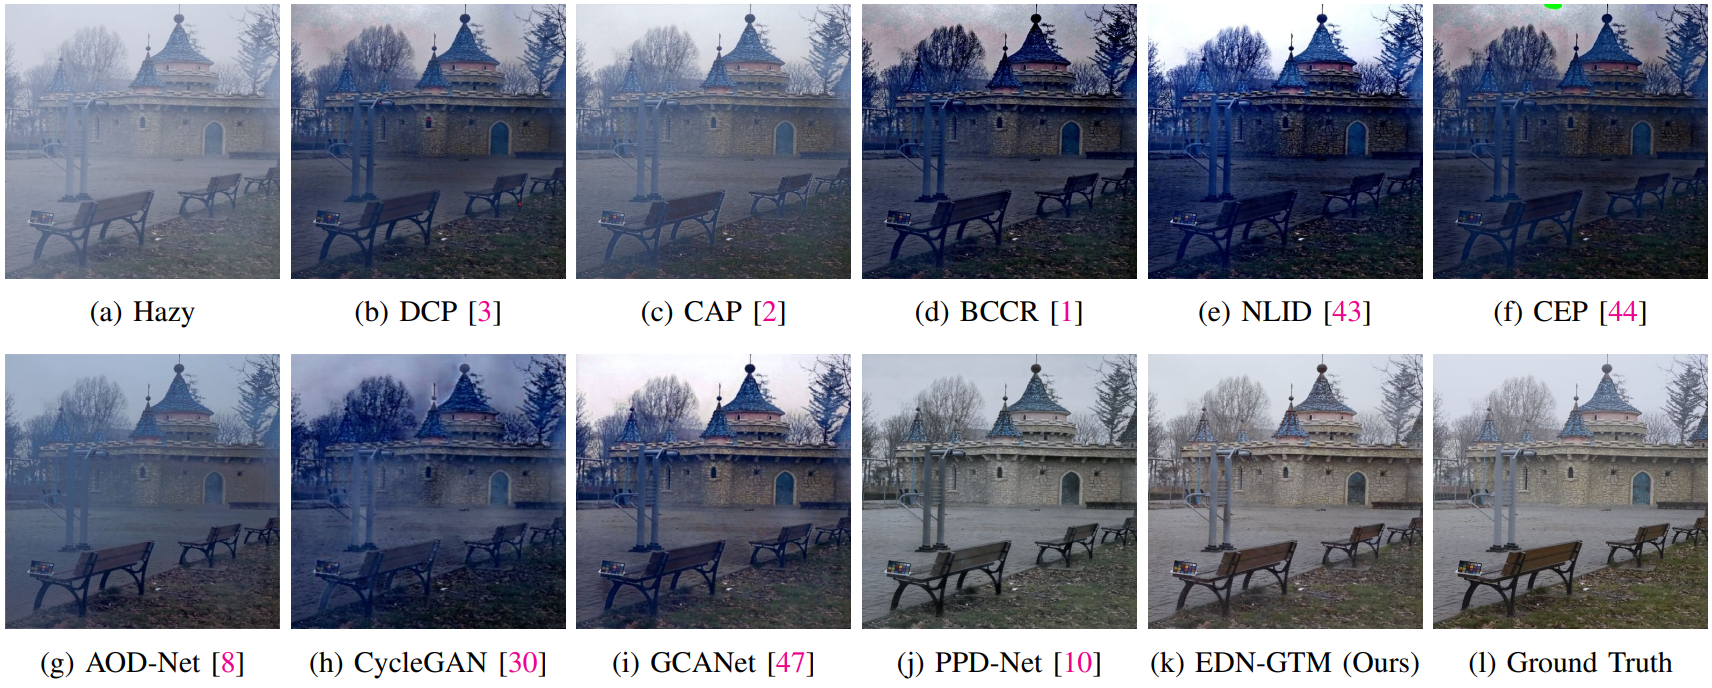 (a) Hazy
(b) DCP [3]
(c) CAP [2]
(d) BCCR [1]
(e) NLID [43]
(f) CEP [44]
(g) AOD-Net [8]
(h) CycleGAN [30]
(i) GCANet [47]
(j) PPD-Net [10]
(k) EDN-GTM (Ours)
(l) Ground Truth